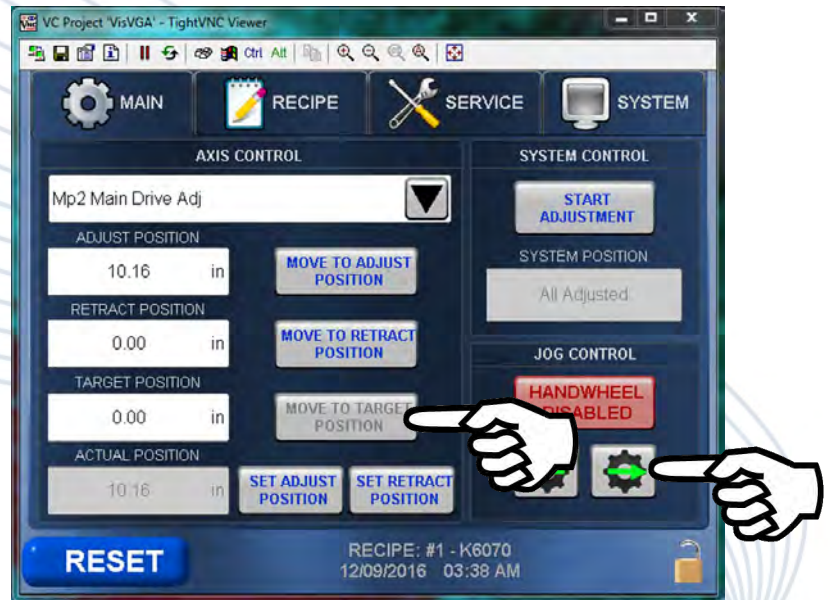 VC Project 'VisVGA' - TightVNC Viewer
Ctrl Alt
MAIN
RECIPE
SERVICE
SYSTEM
AXIS CONTROL
Mp2 Main Drive Adj
ADJUST POSITION
10.16 in
MOVE TO ADJUST
POSITION
RETRACT POSITION
0.00 in
MOVE TO RETRACT
POSITION
TARGET POSITION
0.00 in
MOVE TO TARGET
POSITION
ACTUAL POSITION
10.16 in
SET ADJUST
POSITION
SET RETRACT
POSITION
SYSTEM CONTROL
START
ADJUSTMENT
SYSTEM POSITION
All Adjusted
JOG CONTROL
HANDWHEEL
DISABLED
RESET
RECIPE: #1 - K6070
12/09/2016 03:38 AM